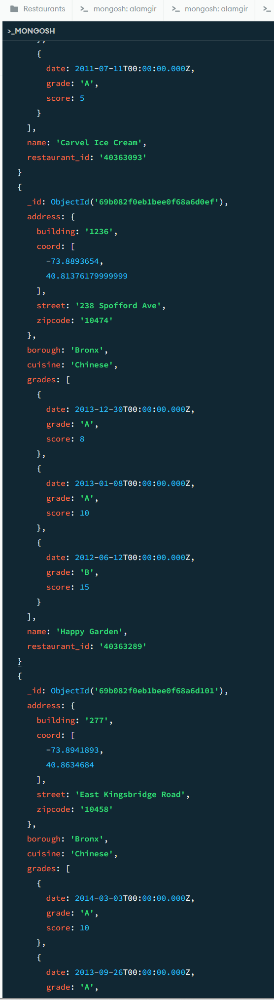 Restaurants >_ mongosh: alamgir >_ mongosh: alamgir >_
>_MONGOSH
},
{
date: 2011-07-11T00:00:00.000Z,
grade: 'A',
score: 5
}
],
name: 'Carvel Ice Cream',
restaurant_id: '40363093'
}
{
_id: ObjectId('69b082f0eb1bee0f68a6d0ef'),
address: {
building: '1236',
coord: [
-73.8893654,
40.81376179999999
],
street: '238 Spofford Ave',
zipcode: '10474'
},
borough: 'Bronx',
cuisine: 'Chinese',
grades: [
{
date: 2013-12-30T00:00:00.000Z,
grade: 'A',
score: 8
},
{
date: 2013-01-08T00:00:00.000Z,
grade: 'A',
score: 10
},
{
date: 2012-06-12T00:00:00.000Z,
grade: 'B',
score: 15
}
],
name: 'Happy Garden',
restaurant_id: '40363289'
}
{
_id: ObjectId('69b082f0eb1bee0f68a6d101'),
address: {
building: '277',
coord: [
-73.8941893,
40.8634684
],
street: 'East Kingsbridge Road',
zipcode: '10458'
},
borough: 'Bronx',
cuisine: 'Chinese',
grades: [
{
date: 2014-03-03T00:00:00.000Z,
grade: 'A',
score: 10
},
{
date: 2013-09-26T00:00:00.000Z,
grade: 'A',